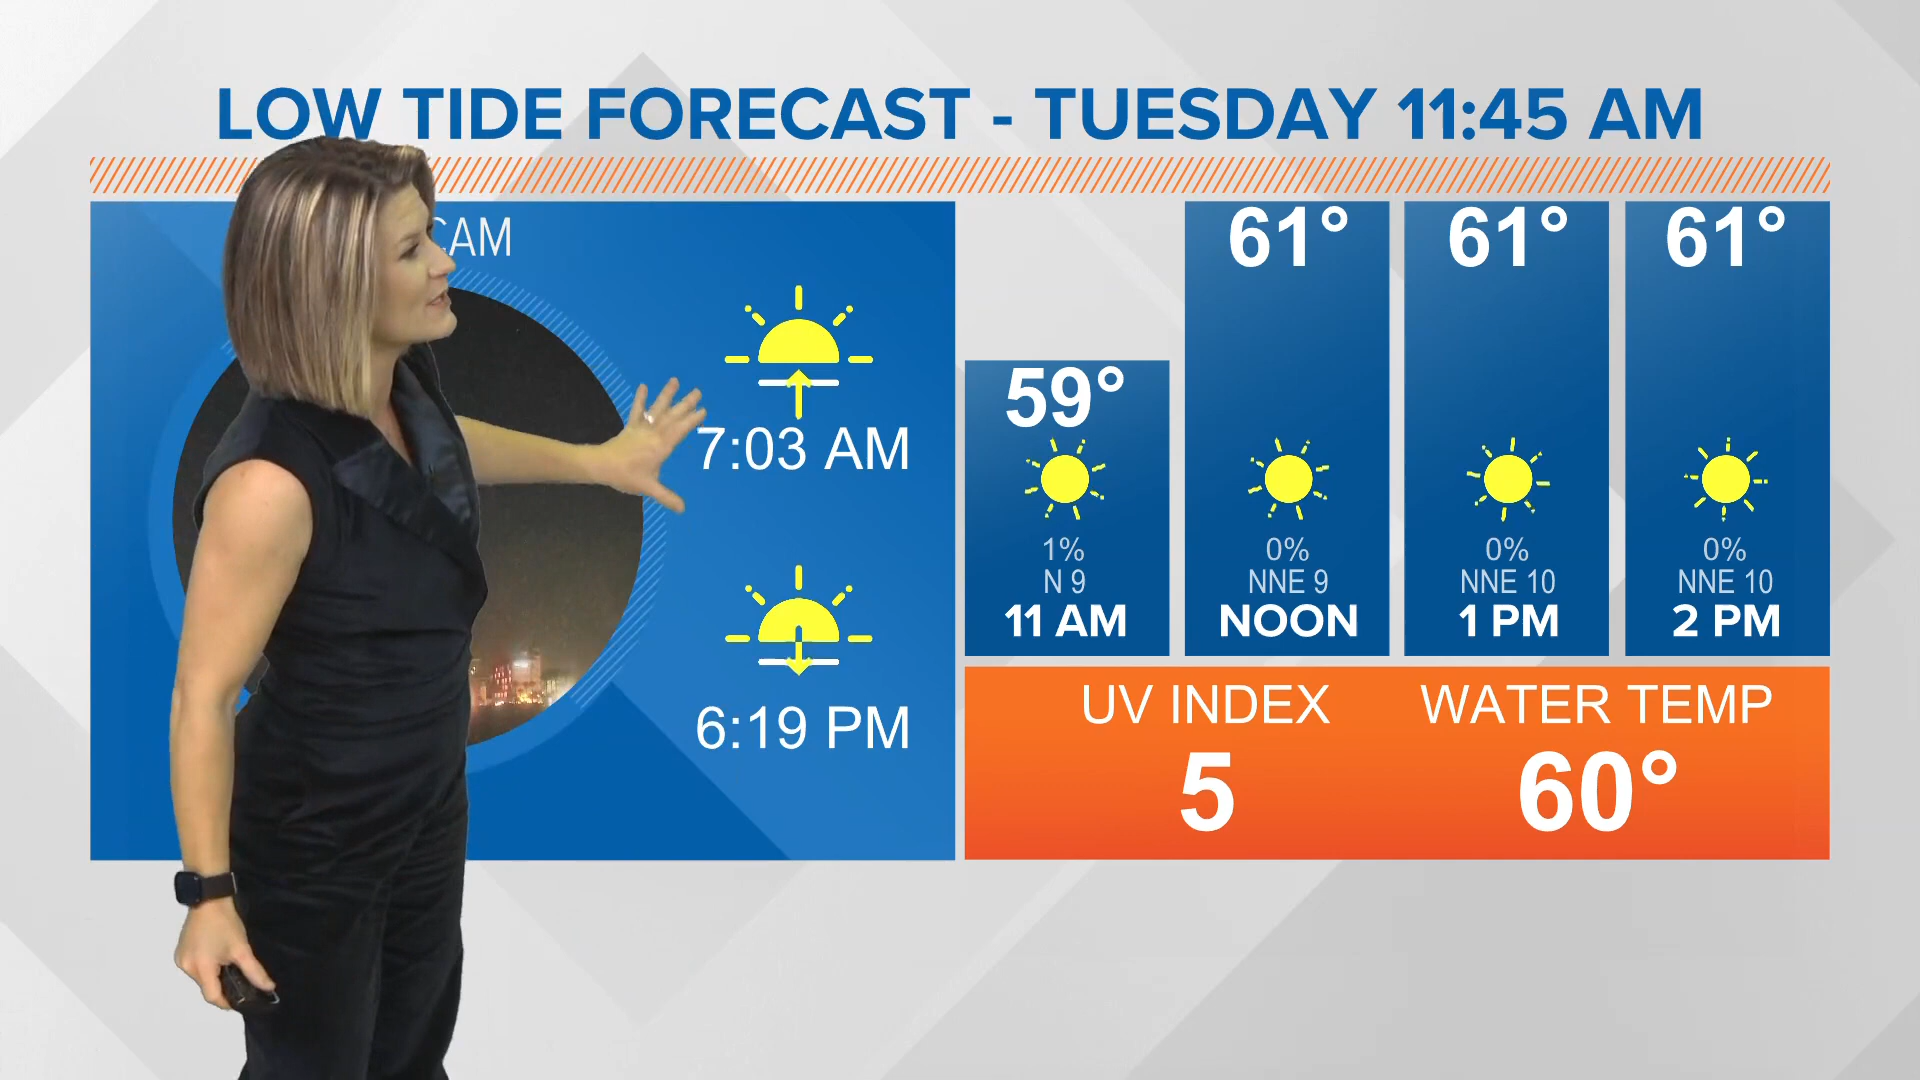 LOW TIDE FORECAST - TUESDAY 11:45 AM
CAM
7:03 AM
6:19 PM
59°
1%
N 9
11 AM
61°
0%
NNE 9
NOON
61°
0%
NNE 10
1 PM
61°
0%
NNE 10
2 PM
UV INDEX
5
WATER TEMP
60°